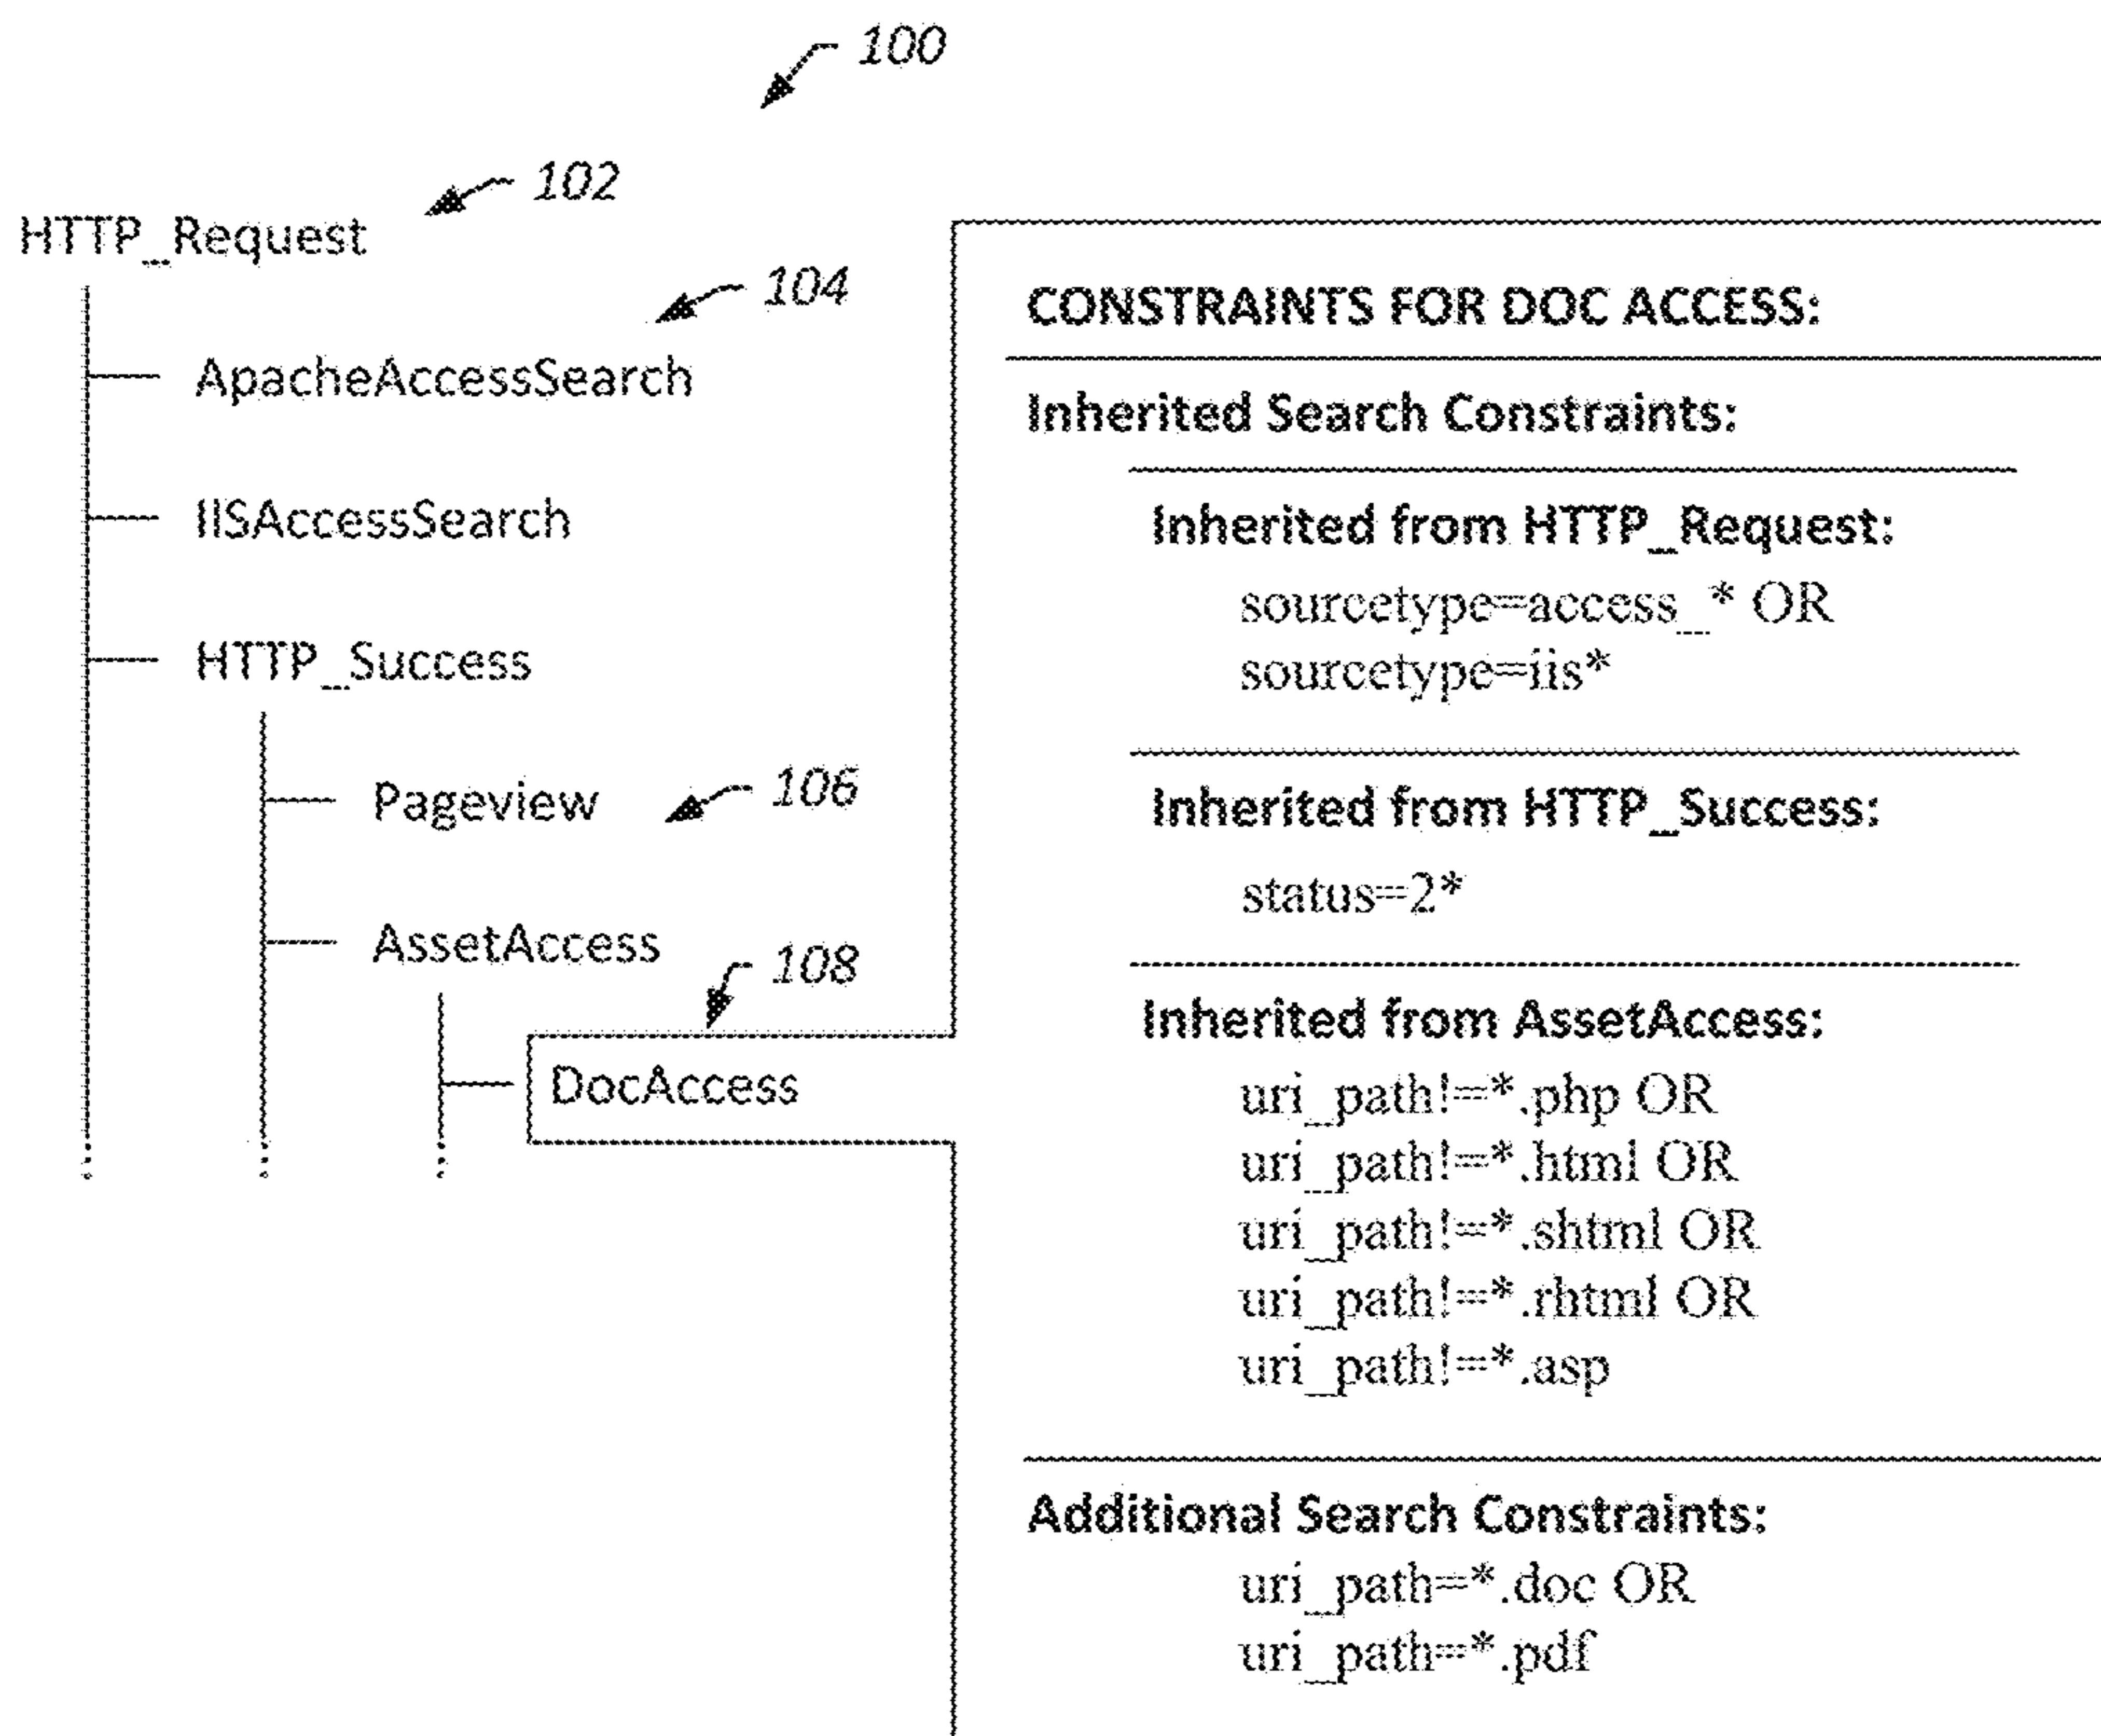 100
102
HTTP_Request
104
ApacheAccessSearch
IISAccessSearch
HTTP_Success
Pageview
106
AssetAccess
108
DocAccess
CONSTRAINTS FOR DOC ACCESS:
Inherited Search Constraints:
Inherited from HTTP_Request:
sourcetype=access_* OR
sourcetype=iis*
Inherited from HTTP_Success:
status=2*
Inherited from AssetAccess:
uri_path!=*.php OR
uri_path!=*.html OR
uri_path!=*.shtml OR
uri_path!=*.rhtml OR
uri_path!=*.asp
Additional Search Constraints:
uri_path=*.doc OR
uri_path=*.pdf